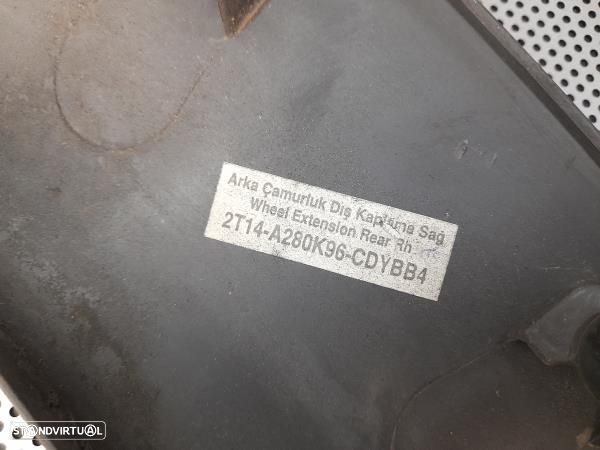 Arka Çamurluk Dış Kaplama Sağ
Wheel Extension Rear Rh
2T14-A280K96-CDYBB4
STANDVIRTUAL